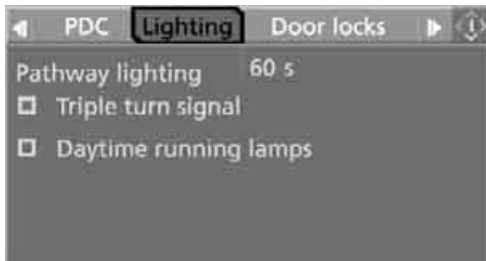 PDC Lighting Door locks
Pathway lighting 60 s
Triple turn signal
Daytime running lamps